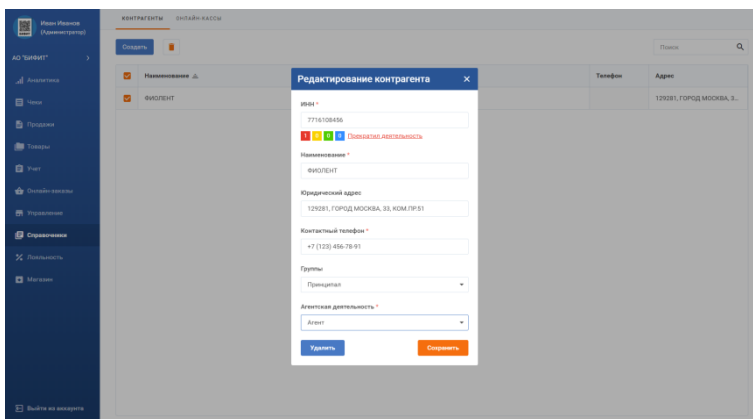 Иван Иванов
(Администратор)
АО "БИФИТ"
Аналитика
Чеки
Продажи
Товары
Учет
Онлайн-заказы
Управление
Справочники
Лояльность
Магазин
Выйти из аккаунта
КОНТРАГЕНТЫ ОНЛАЙН-КАССЫ
Создать
Поиск
Наименование
Телефон
Адрес
ФИОЛЕНТ
129281, ГОРОД МОСКВА, 3...
Редактирование контрагента
ИНН *
7716108456
1 4 0 0 Прекратил деятельность
Наименование *
ФИОЛЕНТ
Юридический адрес
129281, ГОРОД МОСКВА, 33, КОМ.ПР.51
Контактный телефон *
+7 (123) 456-78-91
Группы
Принципал
Агентская деятельность *
Агент
Удалить
Сохранить